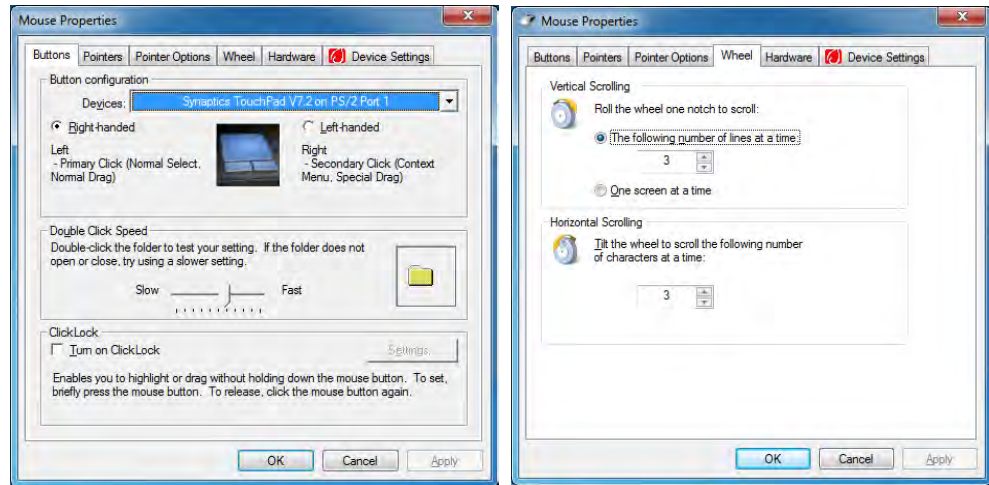 Mouse Properties
Buttons Pointers Pointer Options Wheel Hardware Device Settings
Button configuration
Devices: Synaptics TouchPad V7.2 on PS/2 Port 1
Right-handed
Left-handed
Left
- Primary Click (Normal Select,
Normal Drag)
Right
- Secondary Click (Context
Menu, Special Drag)
Double Click Speed
Double-click the folder to test your setting. If the folder does not
open or close, try using a slower setting.
Slow Fast
ClickLock
Turn on ClickLock
Settings...
Enables you to highlight or drag without holding down the mouse button. To set,
briefly press the mouse button. To release, click the mouse button again.
OK Cancel Apply
Mouse Properties
Buttons Pointers Pointer Options Wheel Hardware Device Settings
Vertical Scrolling
Roll the wheel one notch to scroll:
The following number of lines at a time:
3
One screen at a time
Horizontal Scrolling
Tilt the wheel to scroll the following number
of characters at a time:
3
OK Cancel Apply